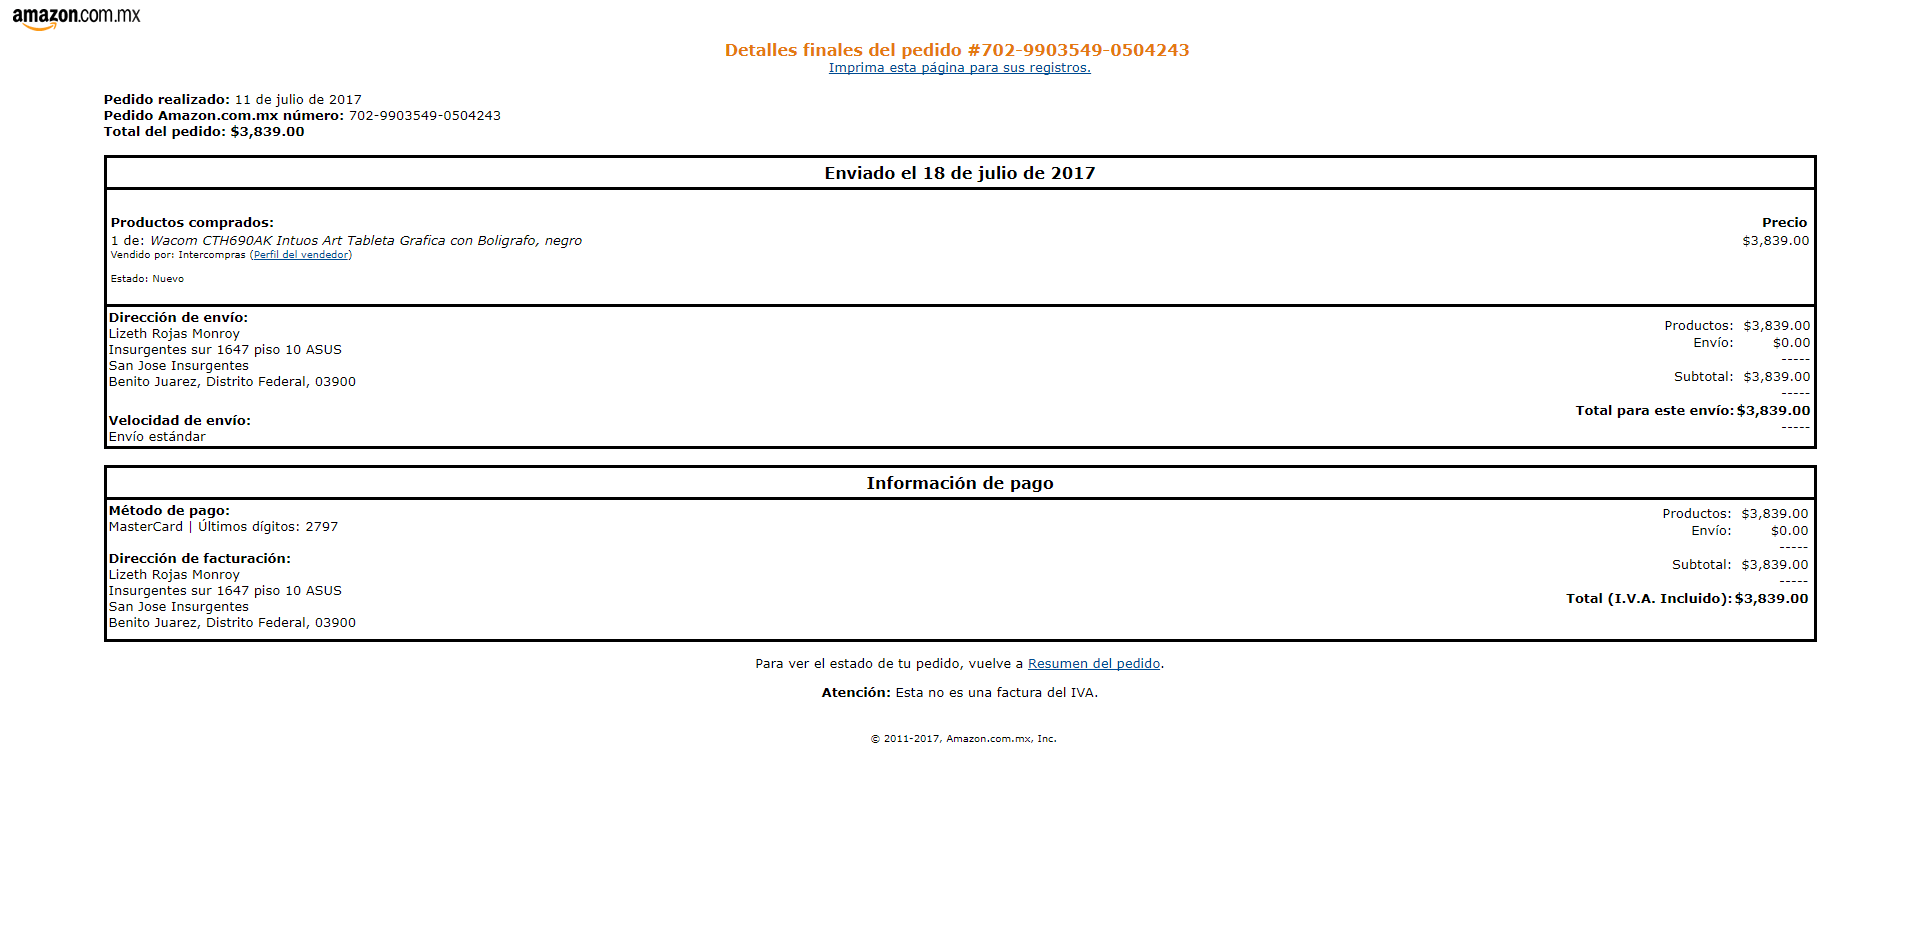 amazon.com.mx
Detalles finales del pedido #702-9903549-0504243
Imprima esta página para sus registros.
Pedido realizado: 11 de julio de 2017
Pedido Amazon.com.mx número: 702-9903549-0504243
Total del pedido: $3,839.00
Enviado el 18 de julio de 2017
Productos comprados: Precio
1 de: Wacom CTH690AK Intuos Art Tableta Grafica con Boligrafo, negro $3,839.00
Vendido por: Intercompras (Perfil del vendedor)
Estado: Nuevo
Dirección de envío:
Lizeth Rojas Monroy
Insurgentes sur 1647 piso 10 ASUS
San Jose Insurgentes
Benito Juarez, Distrito Federal, 03900
Velocidad de envío:
Envío estándar
Productos: $3,839.00
Envío: $0.00
-----
Subtotal: $3,839.00
-----
Total para este envío: $3,839.00
-----
Información de pago
Método de pago:
MasterCard | Últimos dígitos: 2797
Dirección de facturación:
Lizeth Rojas Monroy
Insurgentes sur 1647 piso 10 ASUS
San Jose Insurgentes
Benito Juarez, Distrito Federal, 03900
Productos: $3,839.00
Envío: $0.00
-----
Subtotal: $3,839.00
-----
Total (I.V.A. Incluido): $3,839.00
Para ver el estado de tu pedido, vuelve a Resumen del pedido.
Atención: Esta no es una factura del IVA.
© 2011-2017, Amazon.com.mx, Inc.